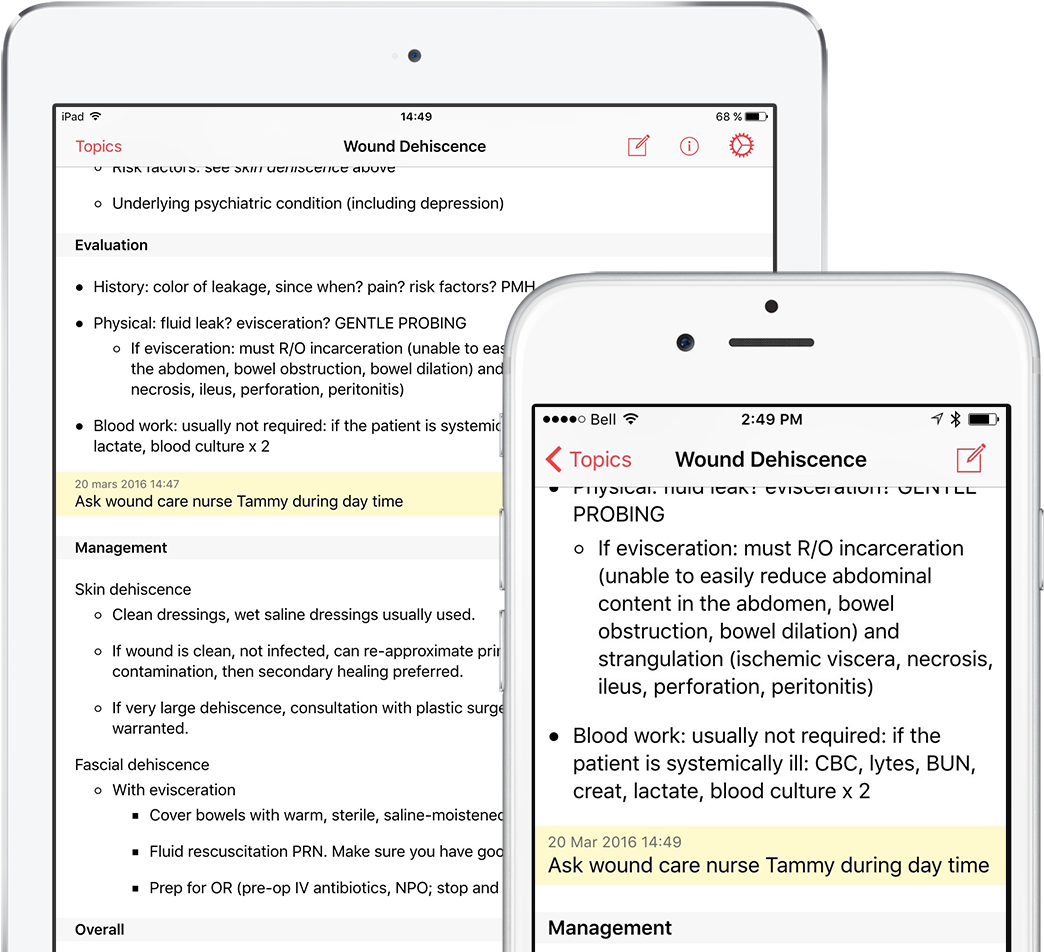 iPad 14:49 68 %
Topics Wound Dehiscence
Risk factors: see skin dehiscence above
Underlying psychiatric condition (including depression)
Evaluation
History: color of leakage, since when? pain? risk factors? PMH
Physical: fluid leak? evisceration? GENTLE PROBING
If evisceration: must R/O incarceration (unable to eas
the abdomen, bowel obstruction, bowel dilation) and
necrosis, ileus, perforation, peritonitis)
Blood work: usually not required: if the patient is systemic
lactate, blood culture x 2
20 mars 2016 14:47
Ask wound care nurse Tammy during day time
Management
Skin dehiscence
Clean dressings, wet saline dressings usually used.
If wound is clean, not infected, can re-approximate prin
contamination, then secondary healing preferred.
If very large dehiscence, consultation with plastic surge
warranted.
Fascial dehiscence
With evisceration
Cover bowels with warm, sterile, saline-moistened
Fluid rescuscitation PRN. Make sure you have goo
Prep for OR (pre-op IV antibiotics, NPO; stop and
Overall
Bell 2:49 PM
Topics Wound Dehiscence
Physical: fluid leak? evisceration? GENTLE
PROBING
If evisceration: must R/O incarceration
(unable to easily reduce abdominal
content in the abdomen, bowel
obstruction, bowel dilation) and
strangulation (ischemic viscera, necrosis,
ileus, perforation, peritonitis)
Blood work: usually not required: if the
patient is systemically ill: CBC, lytes, BUN,
creat, lactate, blood culture x 2
20 Mar 2016 14:49
Ask wound care nurse Tammy during day time
Management